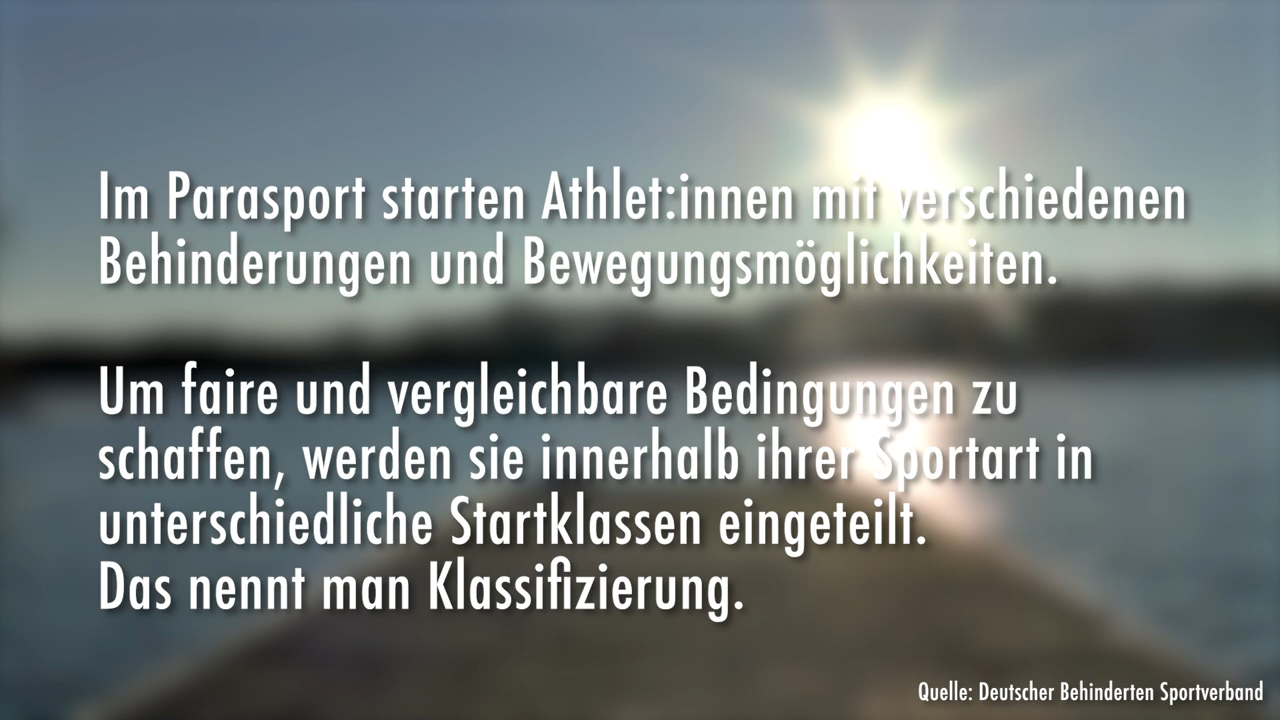 Im Parasport starten Athlet:innen mit verschiedenen
Behinderungen und Bewegungsmöglichkeiten.
Um faire und vergleichbare Bedingungen zu
schaffen, werden sie innerhalb ihrer Sportart in
unterschiedliche Startklassen eingeteilt.
Das nennt man Klassifizierung.
Quelle: Deutscher Behinderten Sportverband